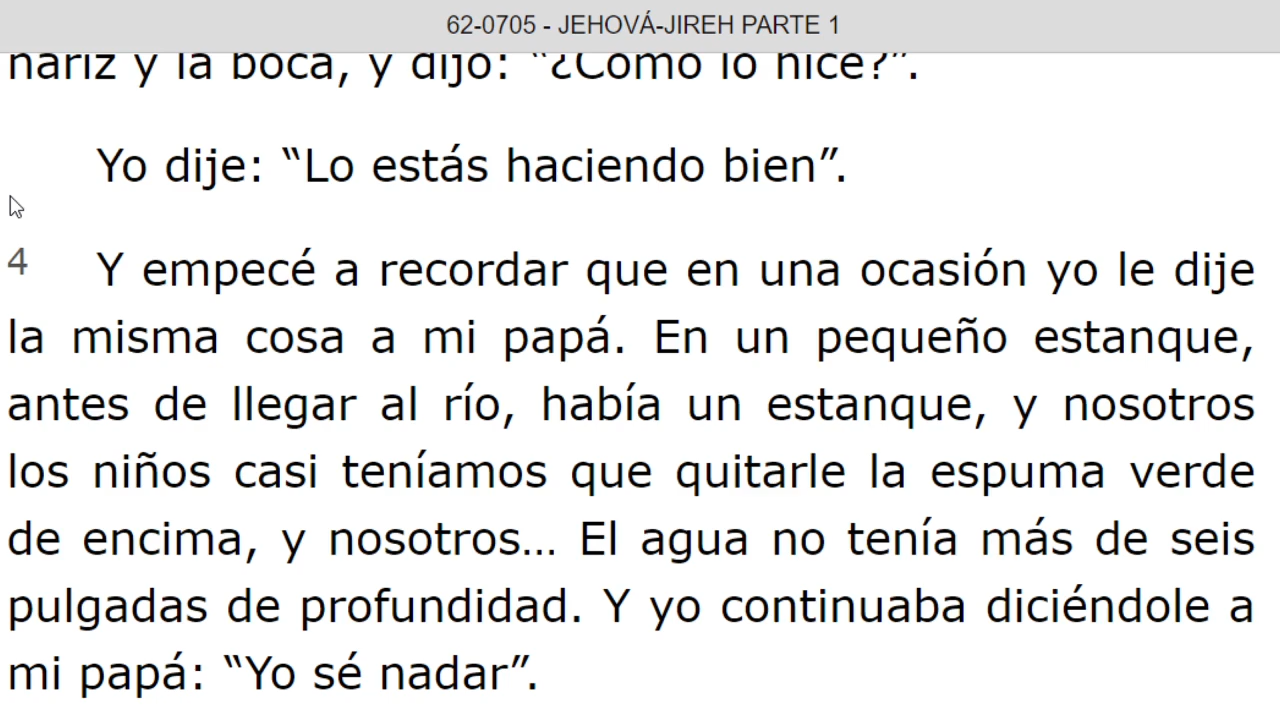 62-0705 - JEHOVÁ-JIREH PARTE 1
nariz y la boca, y dijo: “¿Cómo lo hice?”.
Yo dije: “Lo estás haciendo bien”.
4 Y empecé a recordar que en una ocasión yo le dije
la misma cosa a mi papá. En un pequeño estanque,
antes de llegar al río, había un estanque, y nosotros
los niños casi teníamos que quitarle la espuma verde
de encima, y nosotros... El agua no tenía más de seis
pulgadas de profundidad. Y yo continuaba diciéndole a
mi papá: “Yo sé nadar”.